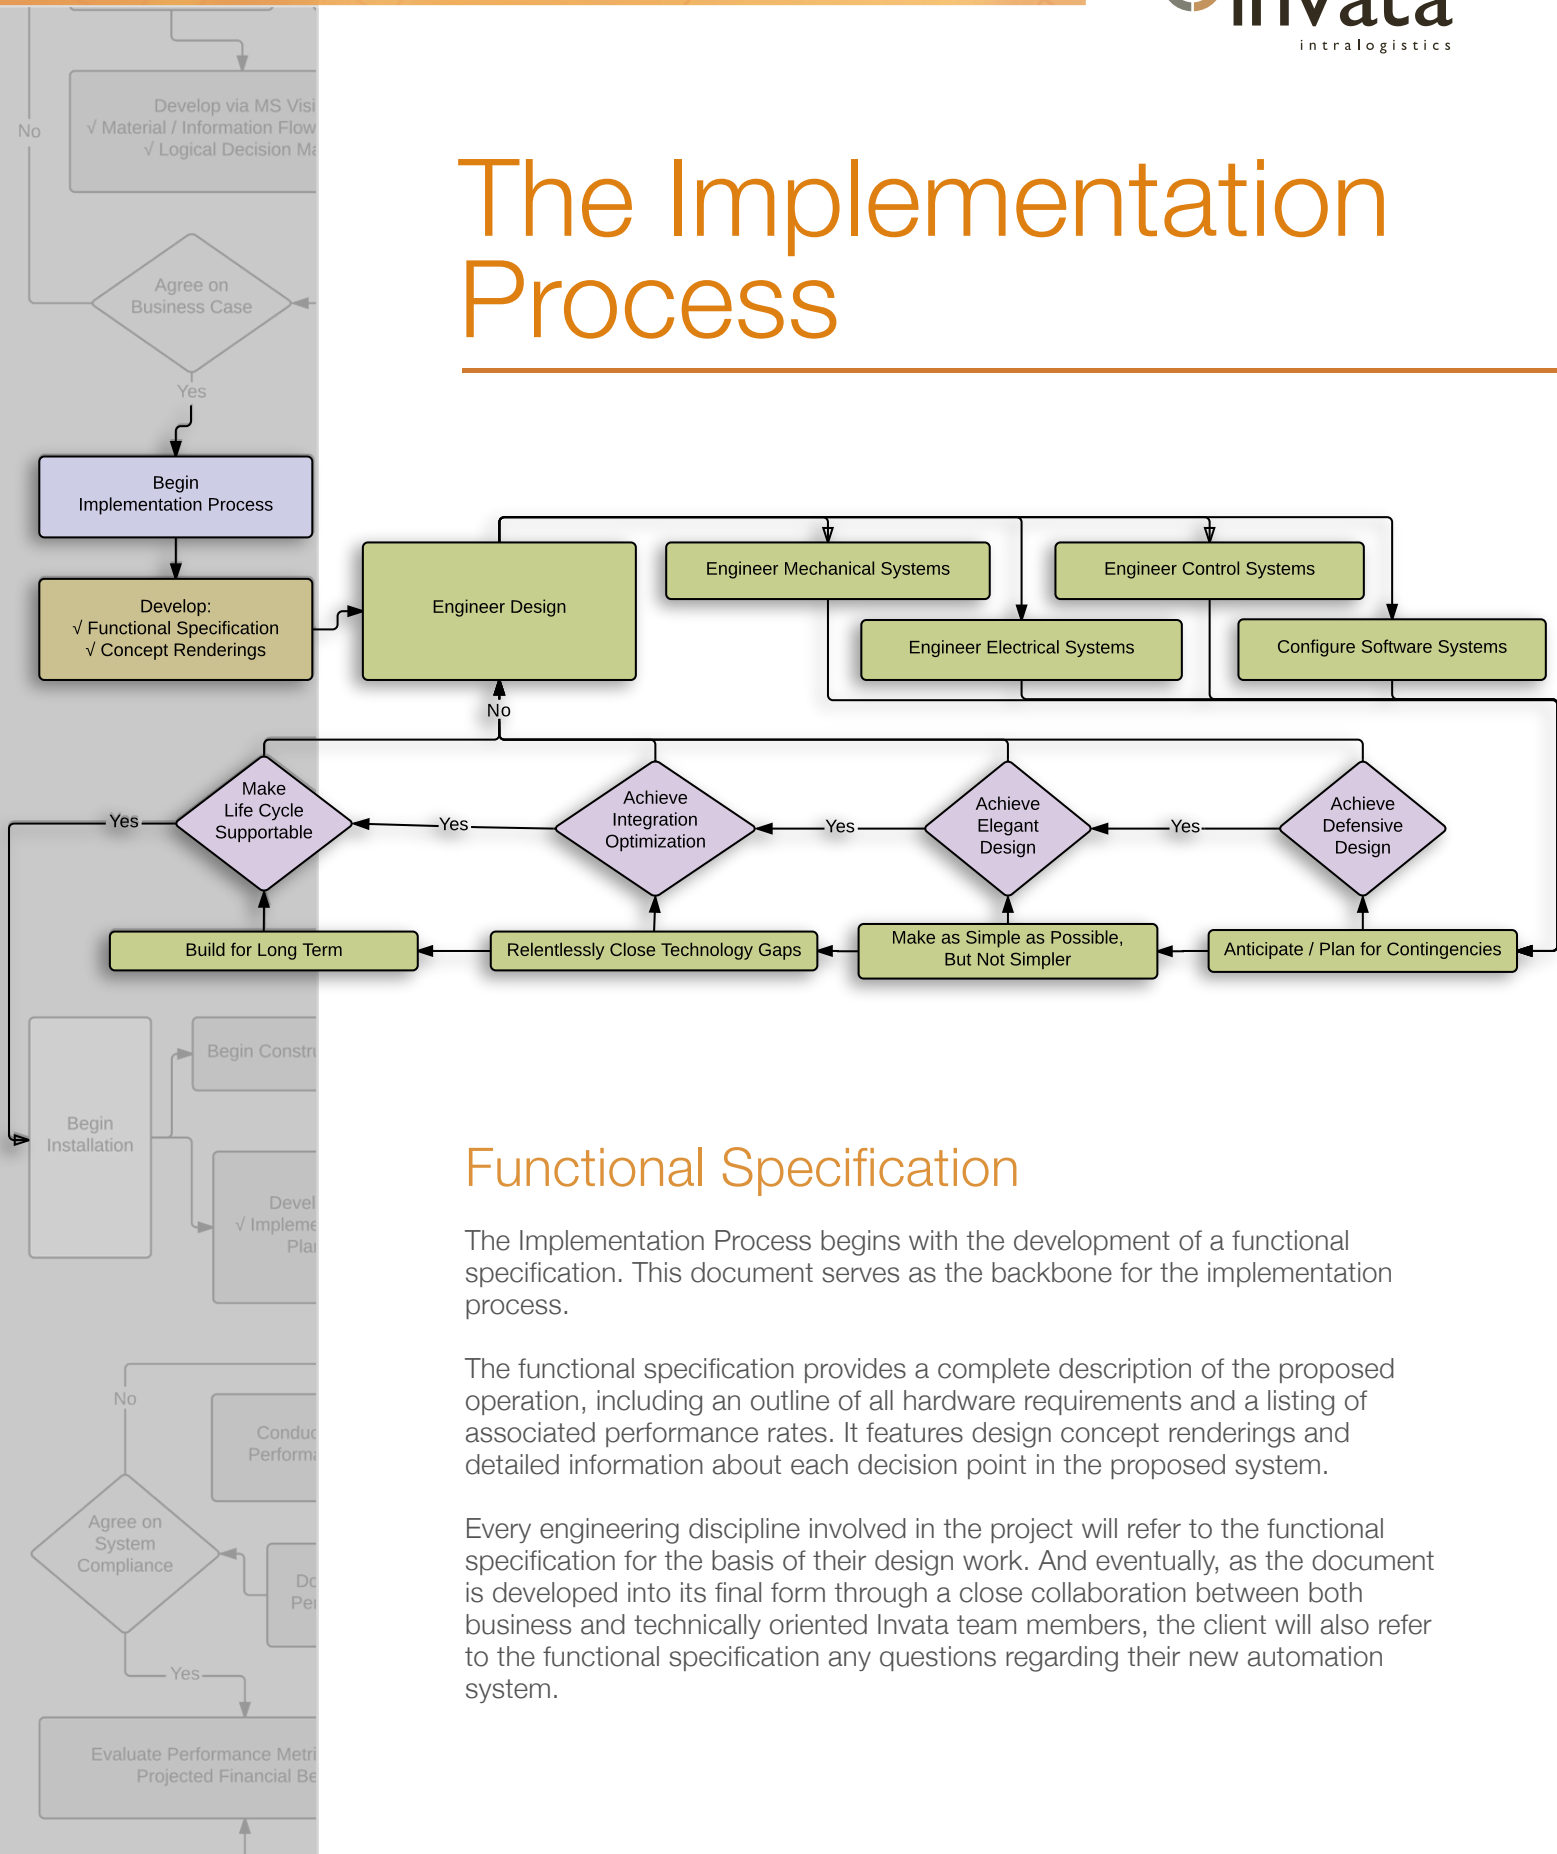 invata
intralogistics
No
√ Material / Information Flow
Develop via MS
√ Logical Decision
The Implementation
Process
Agree on
Business Case
Yes
Begin
Implementation Process
Develop:
√ Functional Specification
√ Concept Renderings
Engineer Design
Engineer Mechanical Systems
Engineer Control Systems
Engineer Electrical Systems
Configure Software Systems
No
Make
Life Cycle
Supportable
Achieve
Integration
Optimization
Achieve
Elegant
Design
Achieve
Defensive
Design
Yes
Yes
Yes
Yes
Build for Long Term
Relentlessly Close Technology Gaps
Make as Simple as Possible,
But Not Simpler
Anticipate / Plan for Contingencies
Begin
Begin
Installation
Functional Specification
The Implementation Process begins with the development of a functional
specification. This document serves as the backbone for the implementation
process.
The functional specification provides a complete description of the proposed
operation, including an outline of all hardware requirements and a listing of
associated performance rates. It features design concept renderings and
detailed information about each decision point in the proposed system.
Every engineering discipline involved in the project will refer to the functional
specification for the basis of their design work. And eventually, as the document
is developed into its final form through a close collaboration between both
business and technically oriented Invata team members, the client will also refer
to the functional specification any questions regarding their new automation
system.
No
Agree on
System
Compliance
Yes
Evaluate Performance
Projected Financial